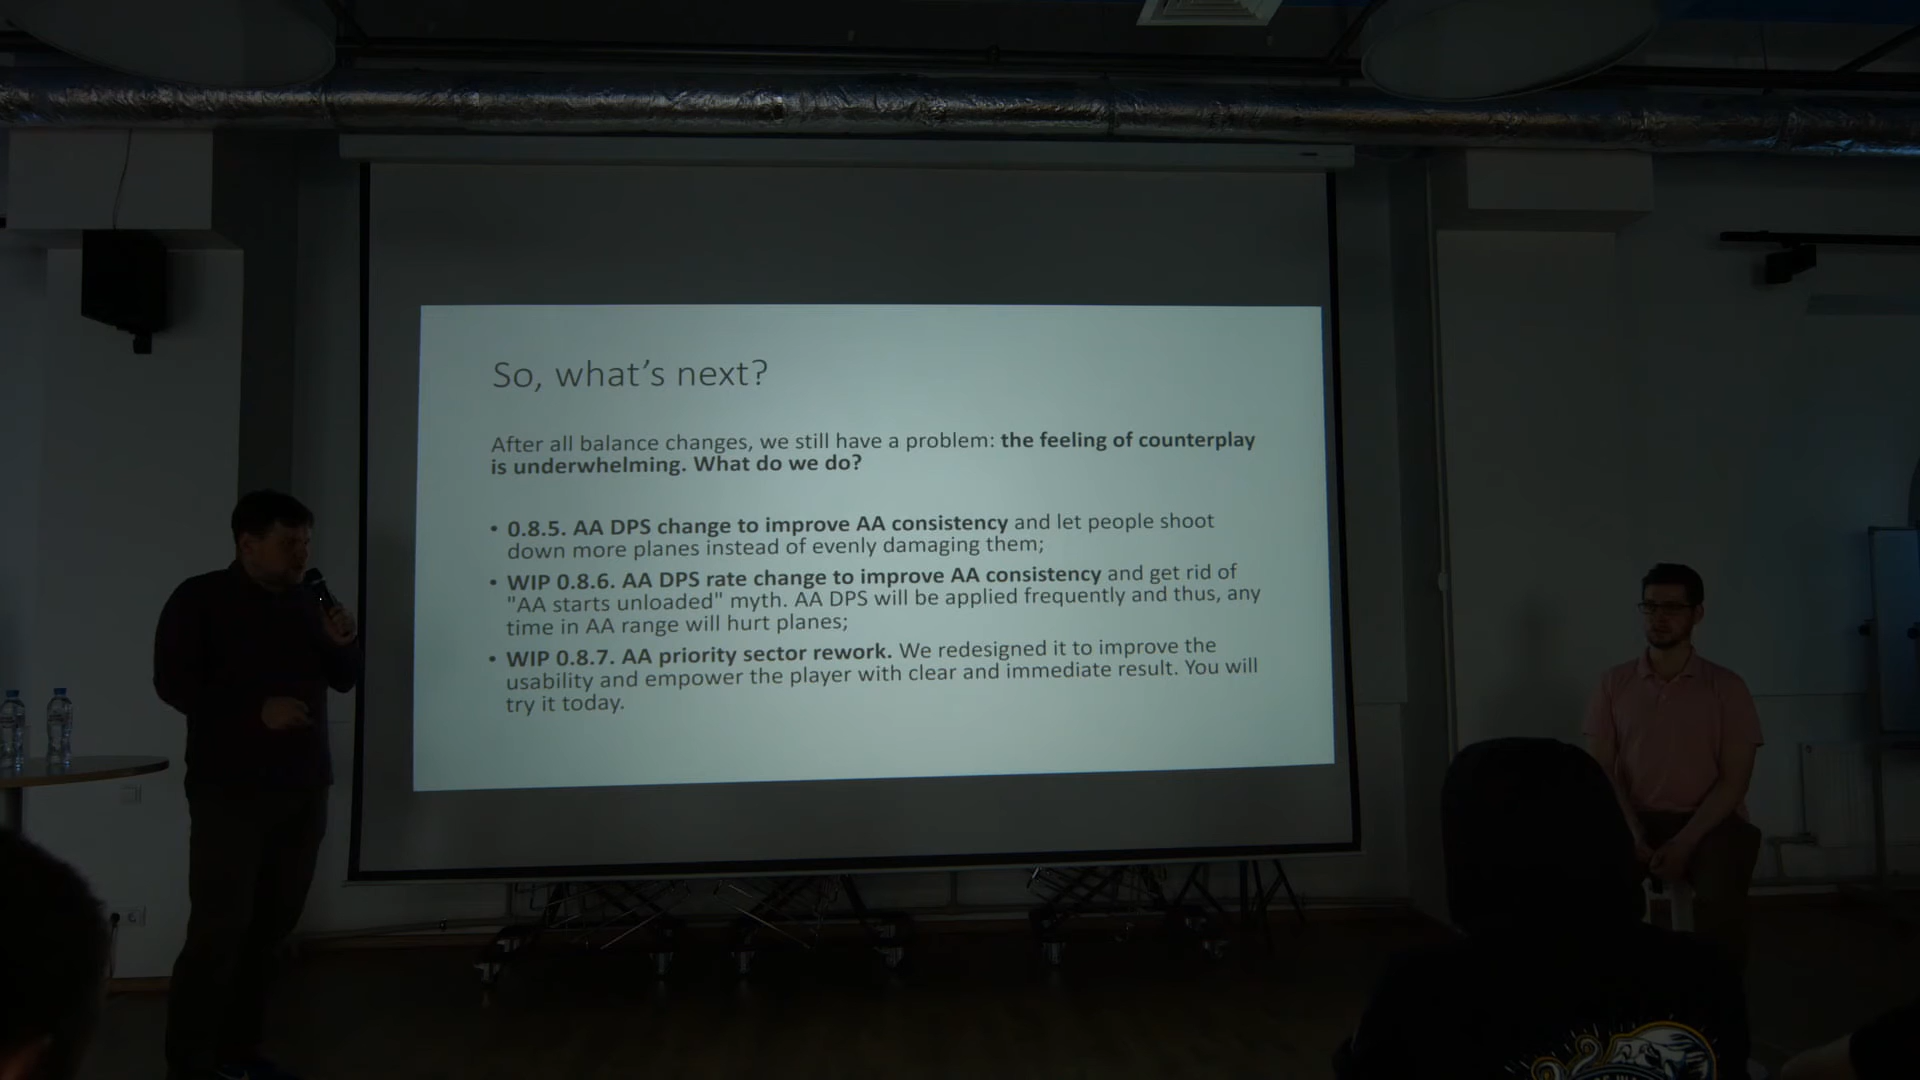 So, what's next?
After all balance changes, we still have a problem: the feeling of counterplay
is underwhelming. What do we do?
• 0.8.5. AA DPS change to improve AA consistency and let people shoot
down more planes instead of evenly damaging them;
• WIP 0.8.6. AA DPS rate change to improve AA consistency and get rid of
"AA starts unloaded" myth. AA DPS will be applied frequently and thus, any
time in AA range will hurt planes;
• WIP 0.8.7. AA priority sector rework. We redesigned it to improve the
usability and empower the player with clear and immediate result. You will
try it today.